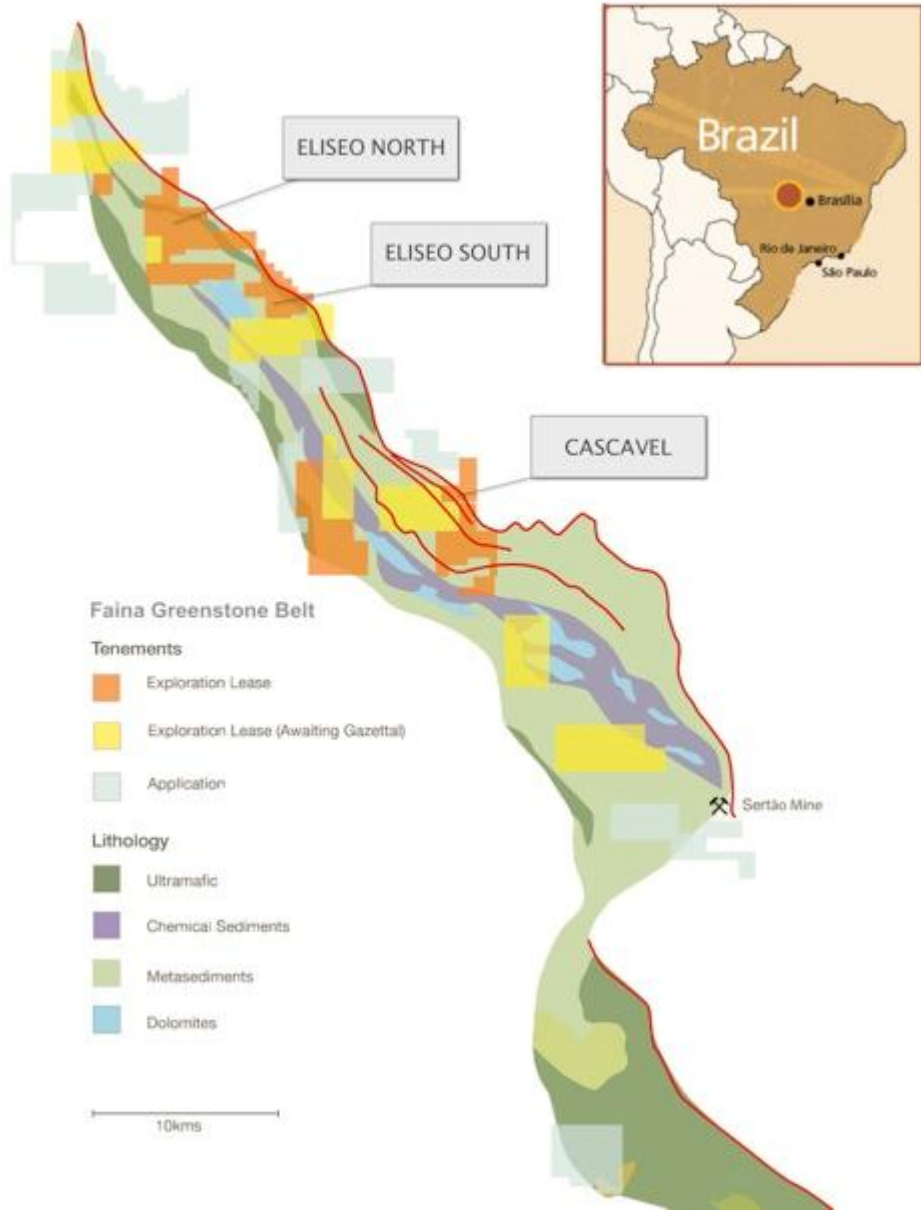 ELISEO NORTH
ELISEO SOUTH
CASCAVEL
Brazil
Brasília
Rio de Janeiro
São Paulo
Faina Greenstone Belt
Tenements
Exploration Lease
Exploration Lease (Awaiting Gazettal)
Application
Sertão Mine
Lithology
Ultramafic
Chemical Sediments
Metasediments
Dolomites
10kms